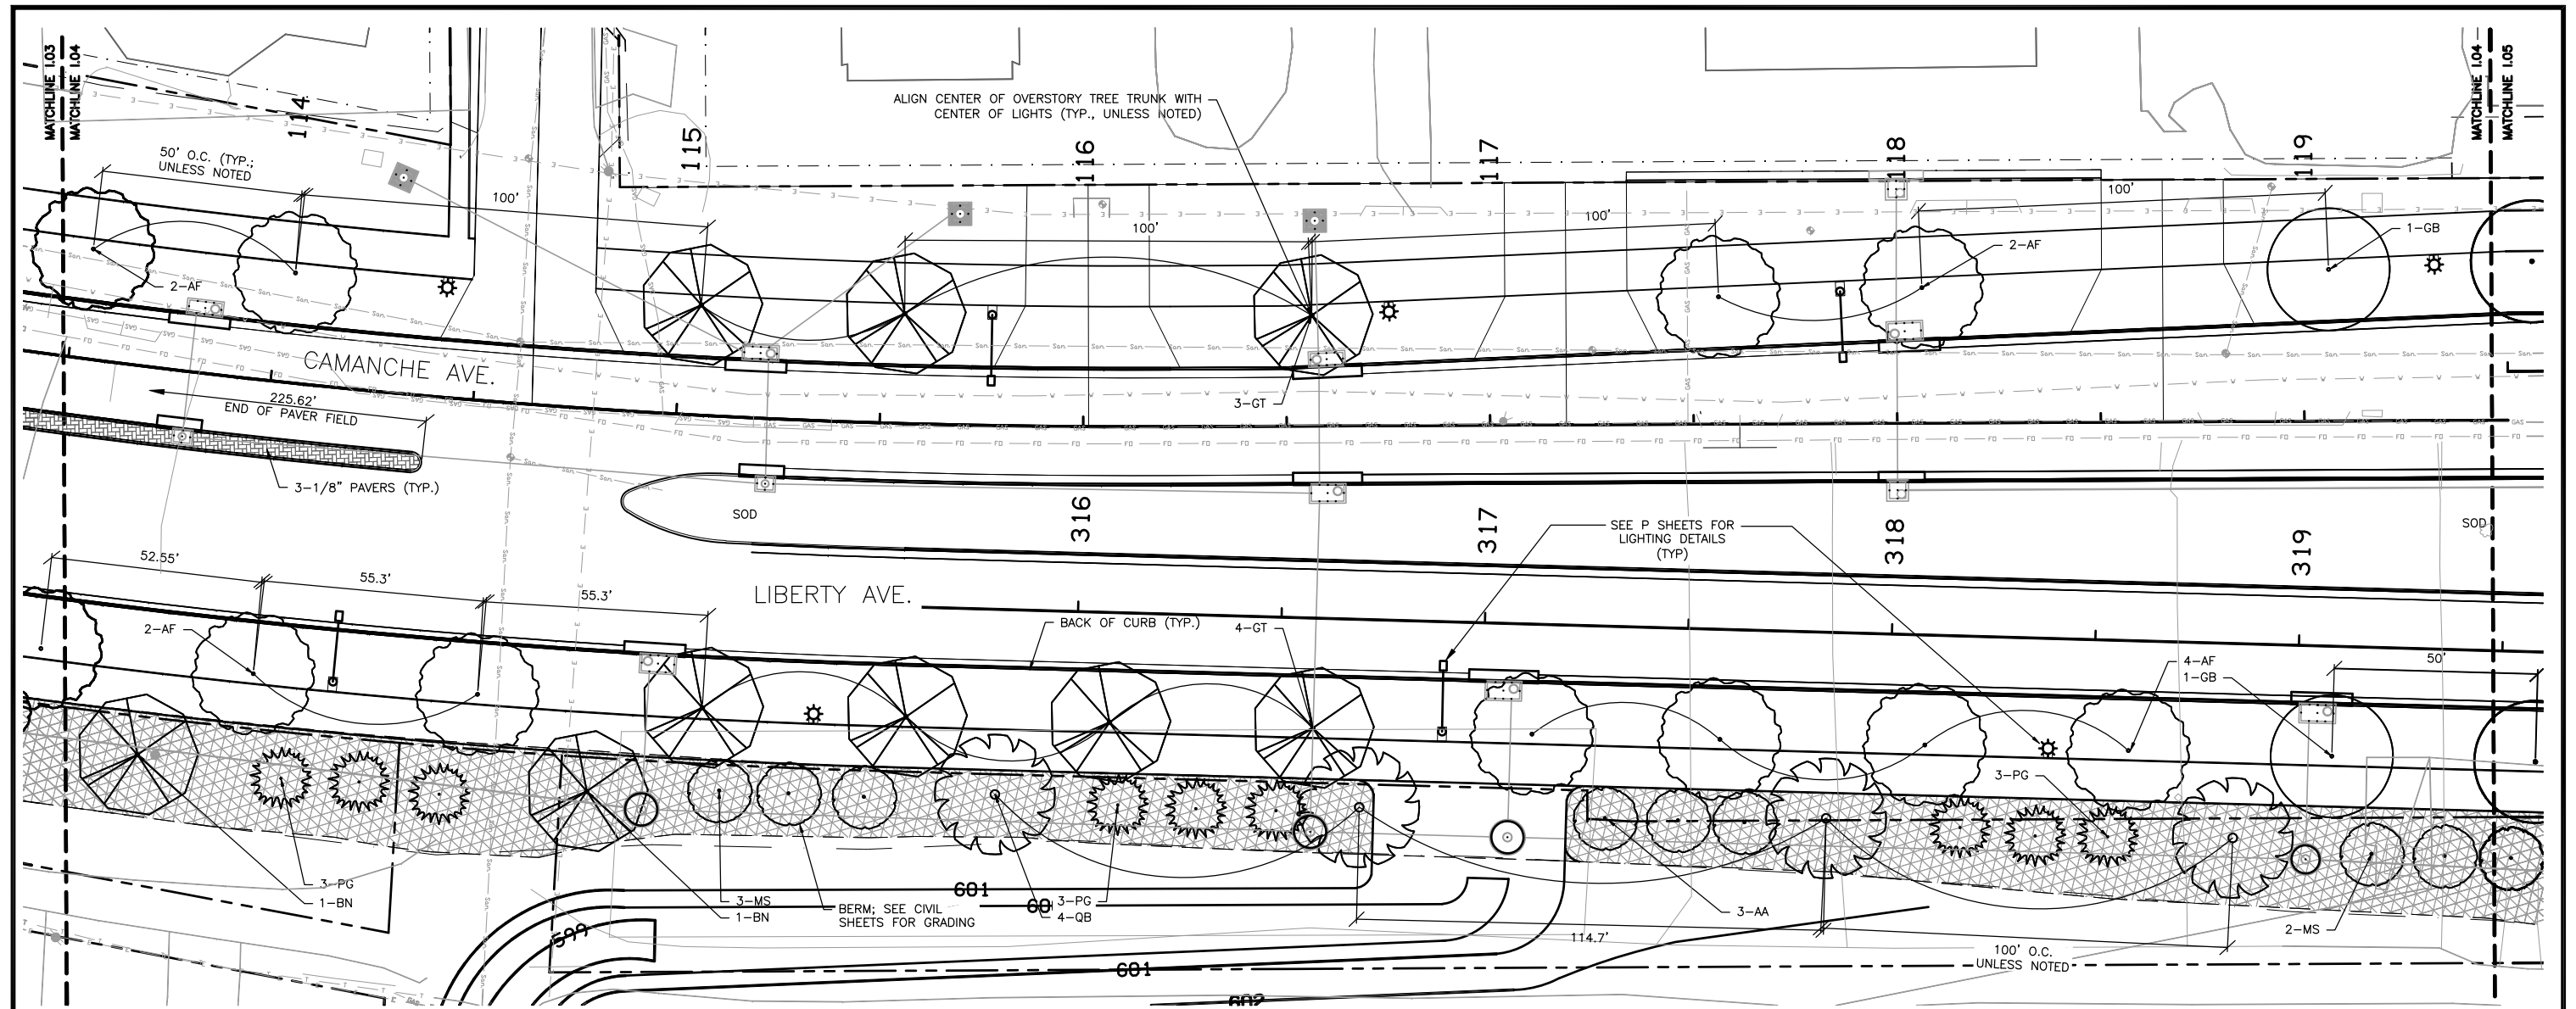 MATCHLINE I.03
MATCHLINE I.04
MATCHLINE I.04
MATCHLINE I.05
114
115
116
117
118
119
ALIGN CENTER OF OVERSTORY TREE TRUNK WITH
CENTER OF LIGHTS (TYP., UNLESS NOTED)
50' O.C. (TYP.;
UNLESS NOTED
100'
100'
100'
100'
2-AF
2-AF
1-GB
3-GT
CAMANCHE AVE.
225.62'
END OF PAVER FIELD
3-1/8" PAVERS (TYP.)
SOD
SOD
316
317
318
319
SEE P SHEETS FOR
LIGHTING DETAILS
(TYP)
52.55'
55.3'
55.3'
LIBERTY AVE.
BACK OF CURB (TYP.)
4-GT
2-AF
4-AF
1-GB
50'
3-PG
3-PG
1-BN
3-MS
1-BN
BERM; SEE CIVIL
SHEETS FOR GRADING
601
60
3-PG
4-QB
3-AA
2-MS
114.7'
100' O.C.
UNLESS NOTED
599
601
602